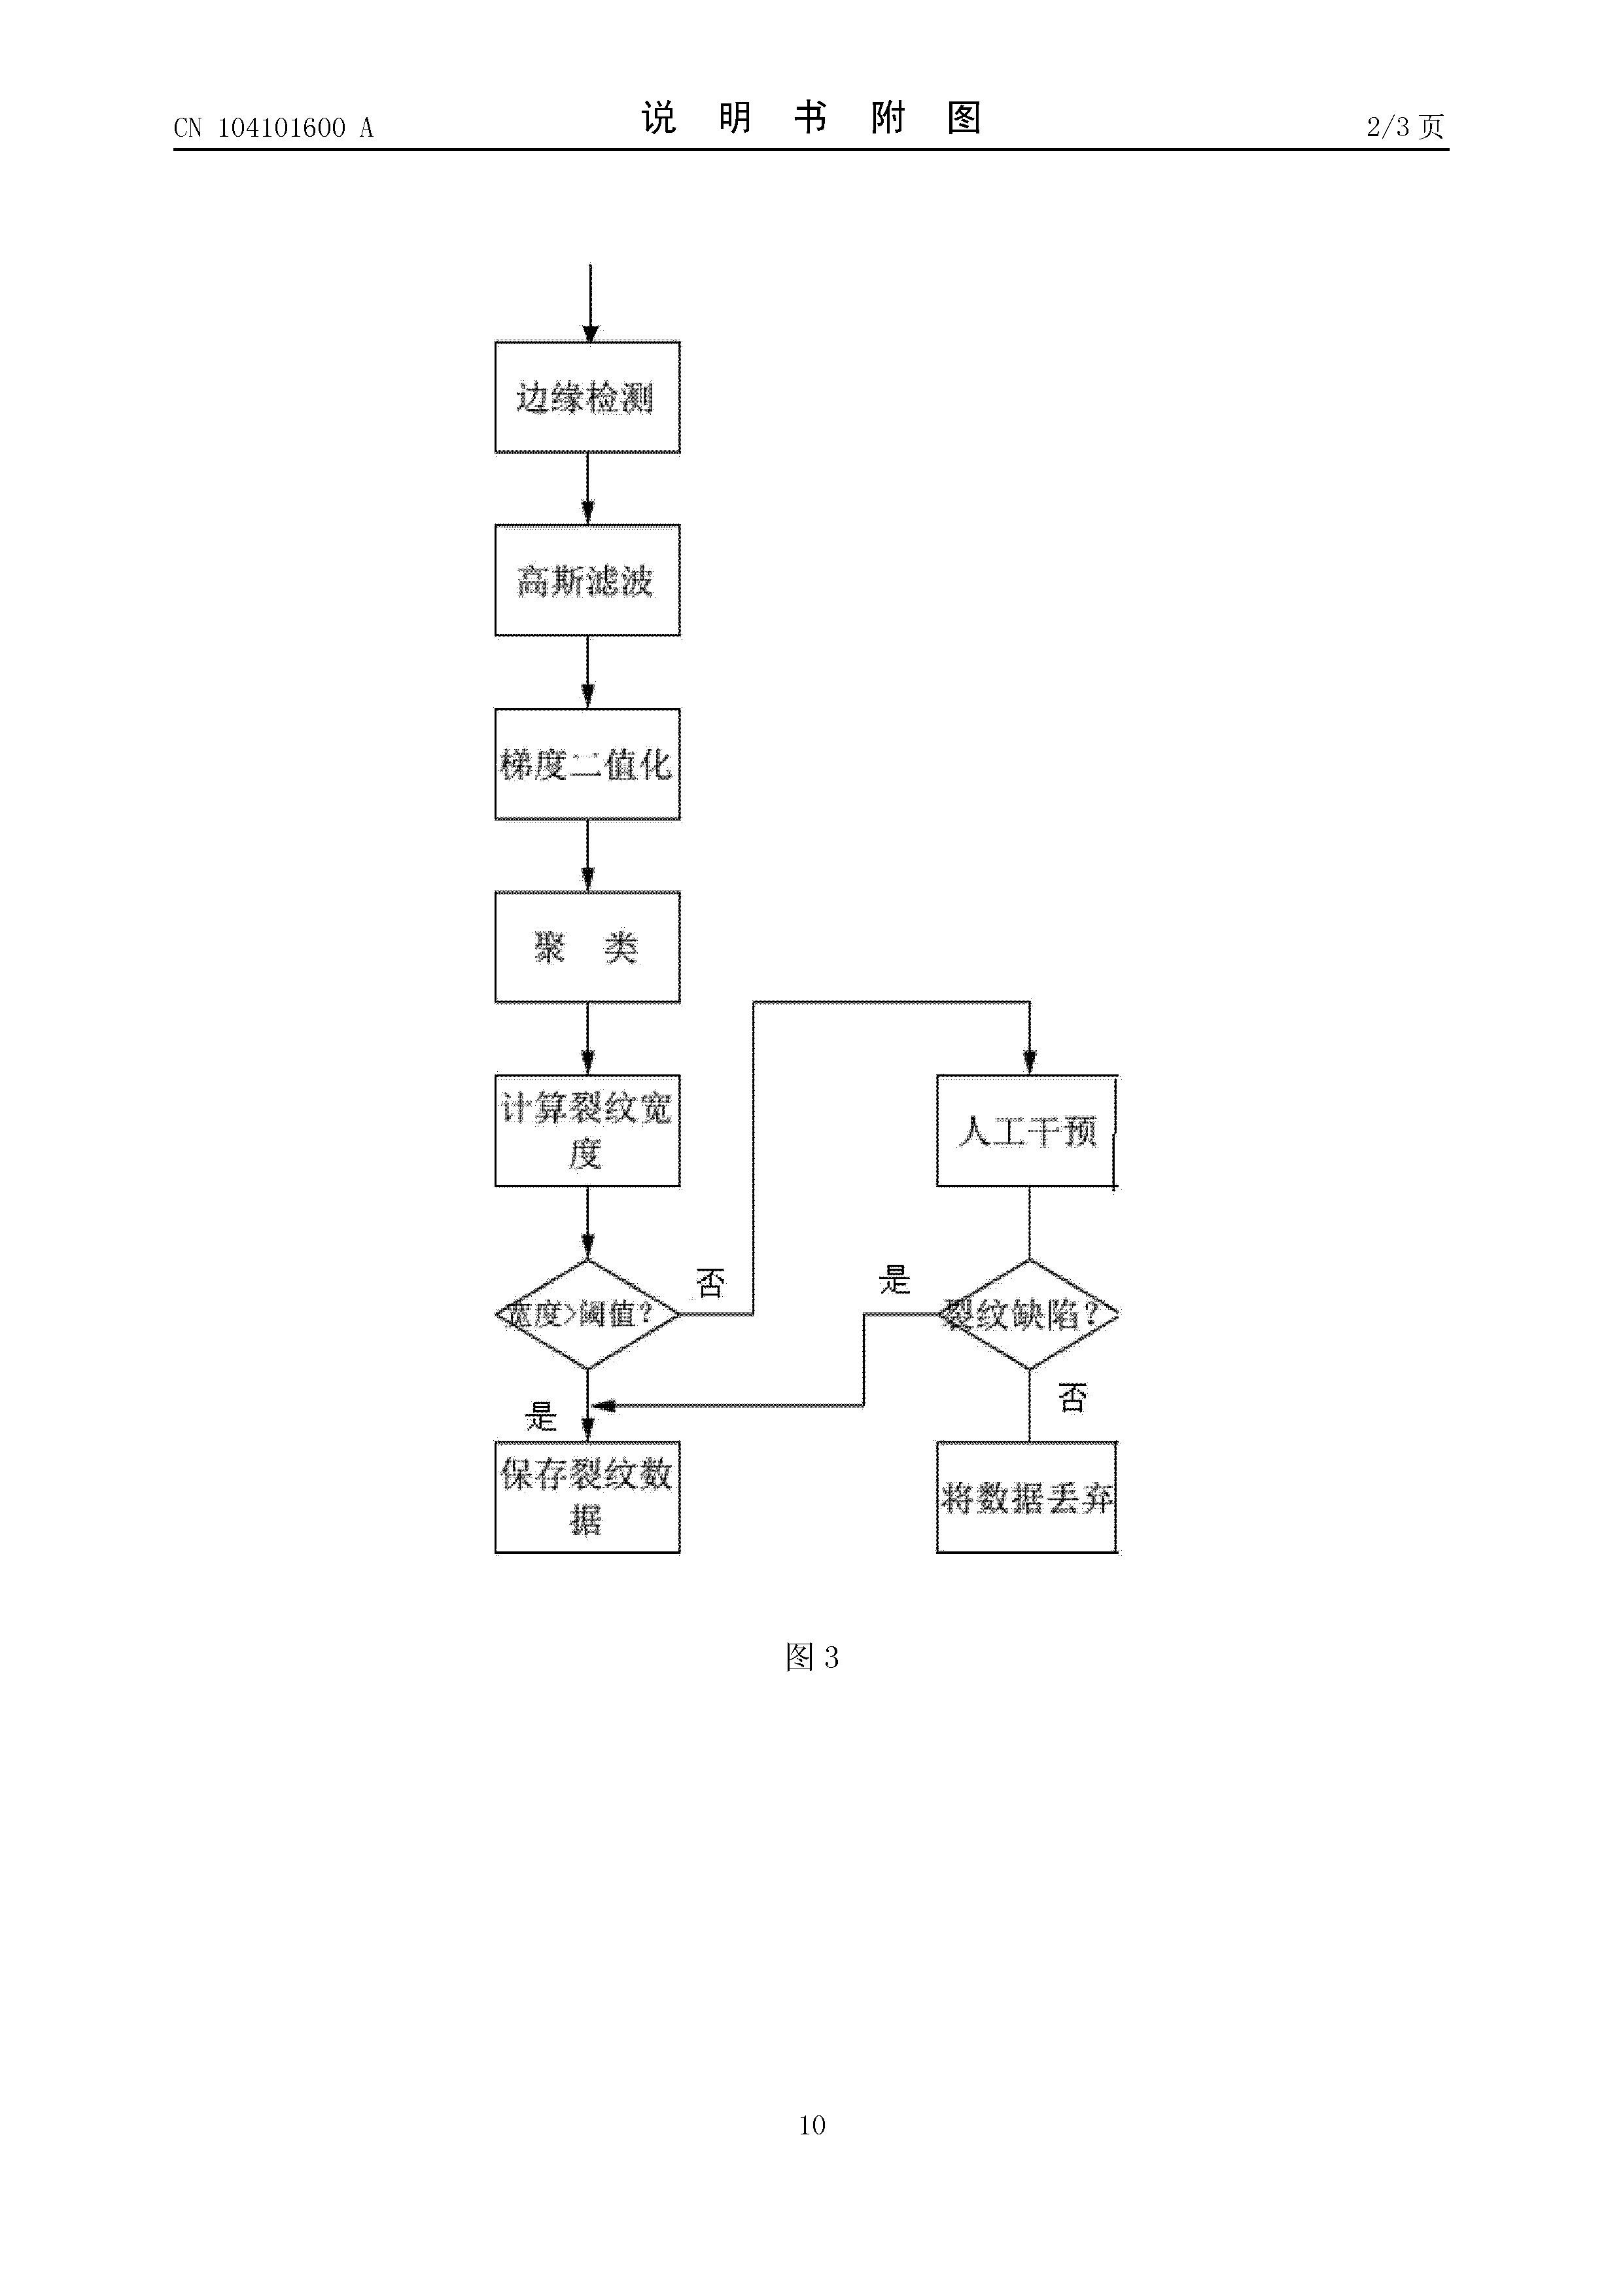 CN 104101600 A
说 明 书 附 图
2/3 页
边缘检测
高斯滤波
梯度二值化
聚 类
计算裂纹宽
度
人工干预
宽度>阈值?
否
是
裂纹缺陷?
是
否
保存裂纹数
据
将数据丢弃
图 3
10